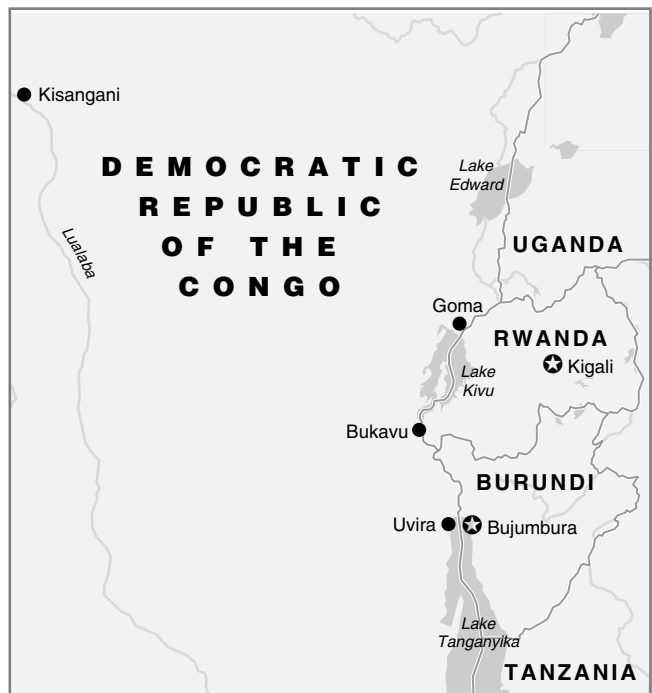 Kisangani
DEMOCRATIC
REPUBLIC
OF THE
CONGO
Lake
Edward
Lualaba
UGANDA
Goma
RWANDA
Kigali
Lake
Kivu
Bukavu
BURUNDI
Uvira
Bujumbura
Lake
Tanganyika
TANZANIA